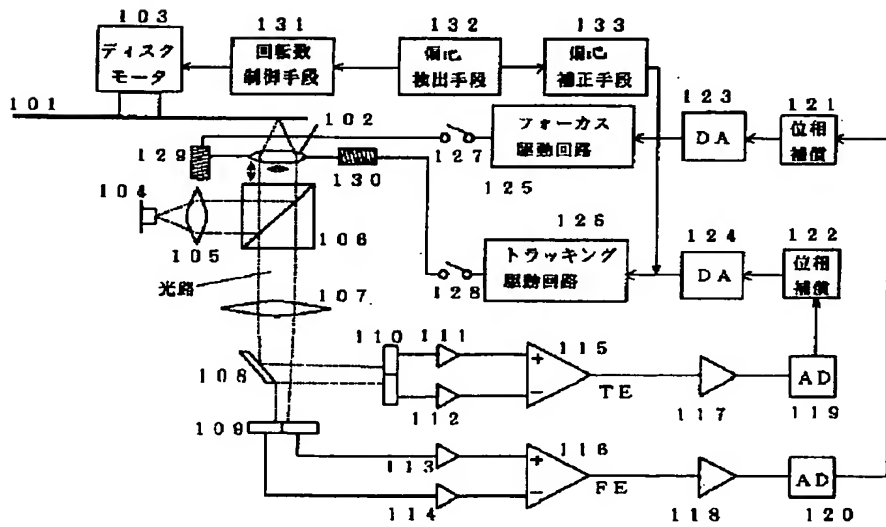 103
ディスク
モータ
131
回転数
制御手段
132
偏心
検出手段
133
偏心
補正手段
101
102
129
127
フォーカス
駆動回路
125
123
DA
121
位相
補償
104
105
106
130
光路
107
126
トラッキング
駆動回路
128
124
DA
122
位相
補償
108
110
111
112
+
−
115
TE
117
AD
119
109
113
114
+
−
116
FE
118
AD
120